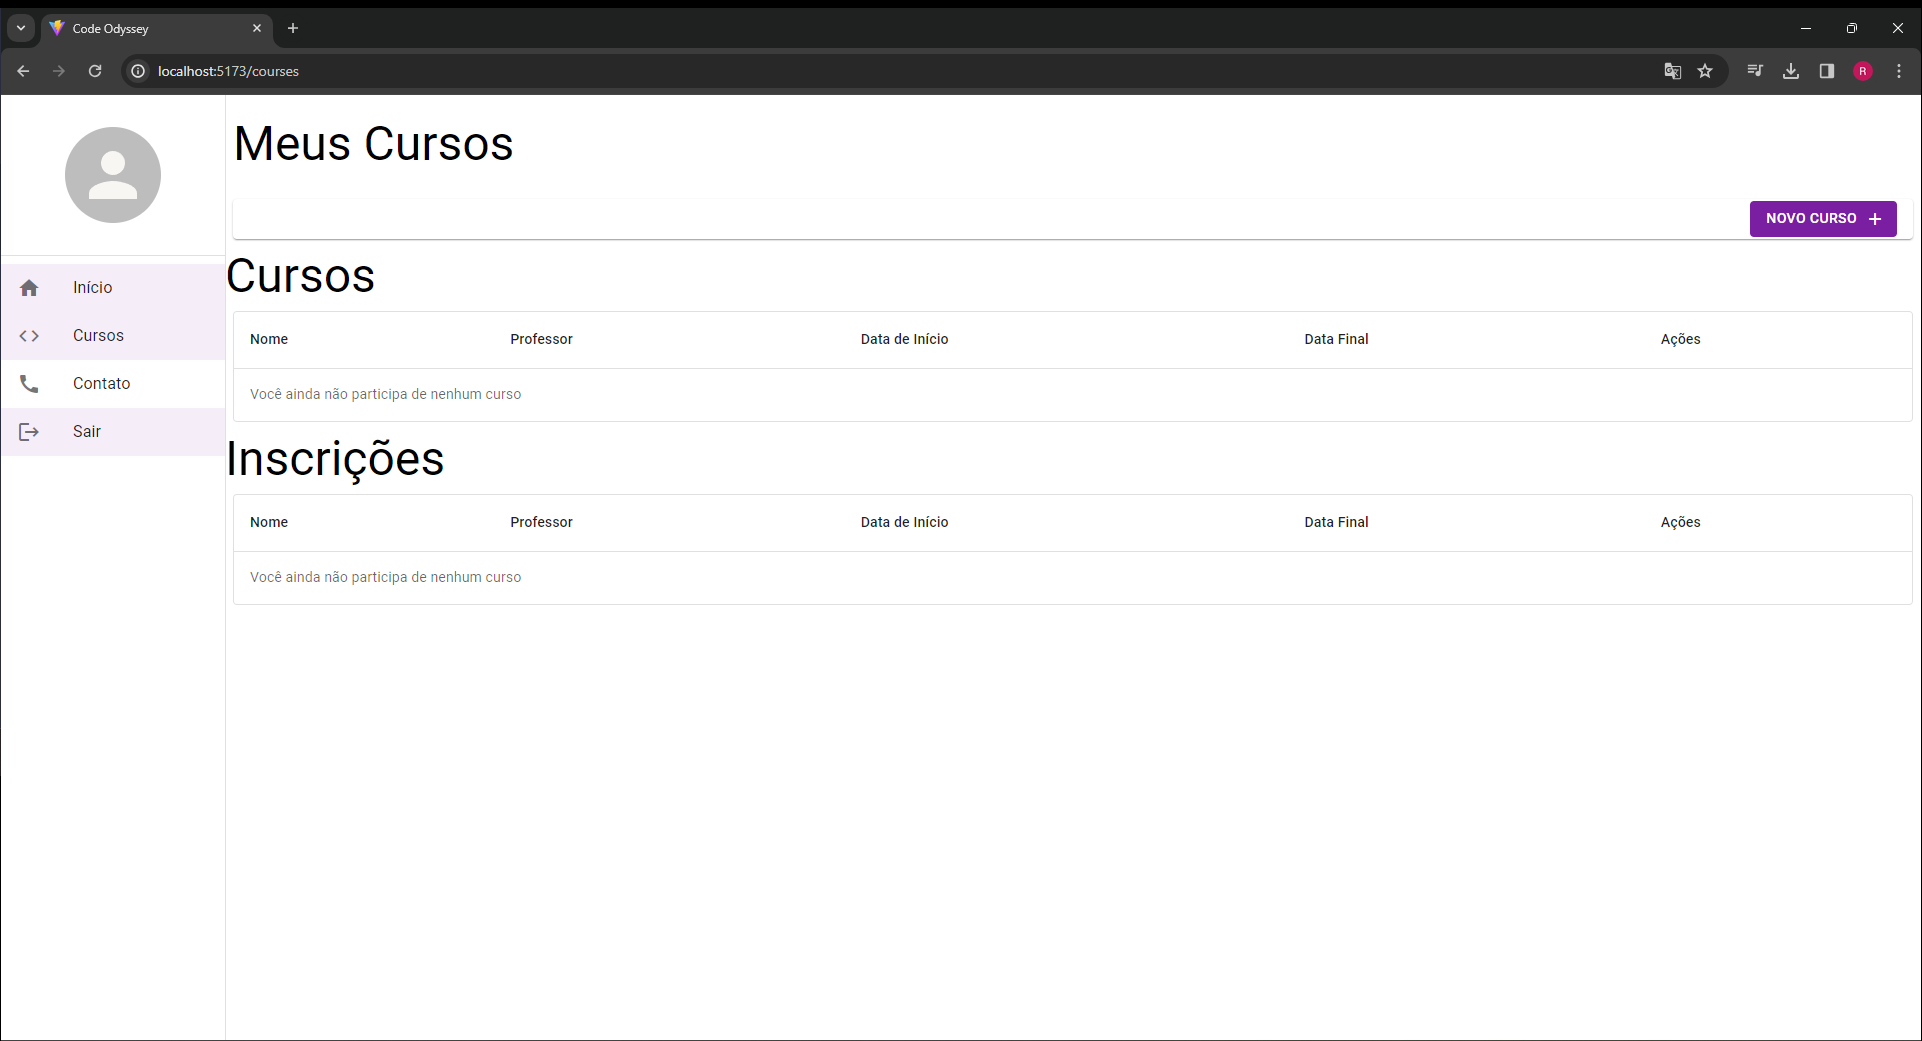 Code Odyssey
localhost:5173/courses
R
Meus Cursos
NOVO CURSO
Início
Cursos
Contato
Sair
Cursos
Nome Professor Data de Início Data Final Ações
Você ainda não participa de nenhum curso
Inscrições
Nome Professor Data de Início Data Final Ações
Você ainda não participa de nenhum curso